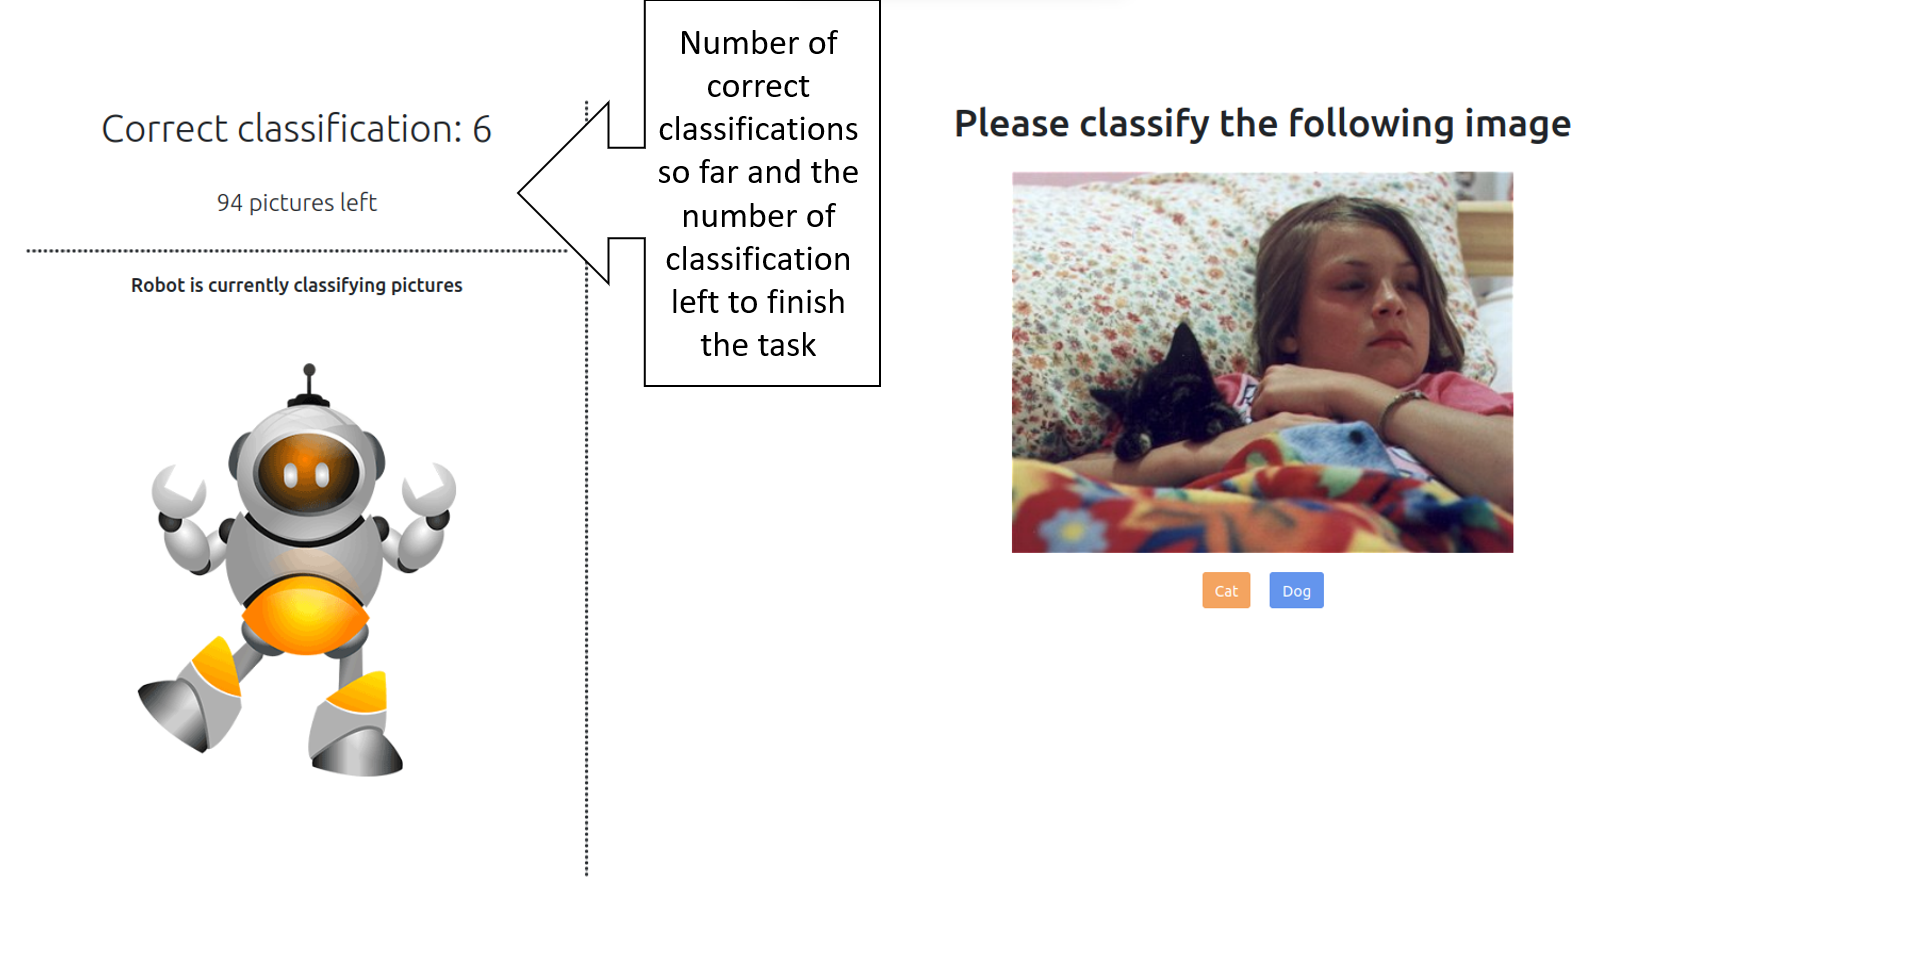 Correct classification: 6
94 pictures left
Robot is currently classifying pictures
Number of
correct
classifications
so far and the
number of
classification
left to finish
the task
Please classify the following image
Cat
Dog